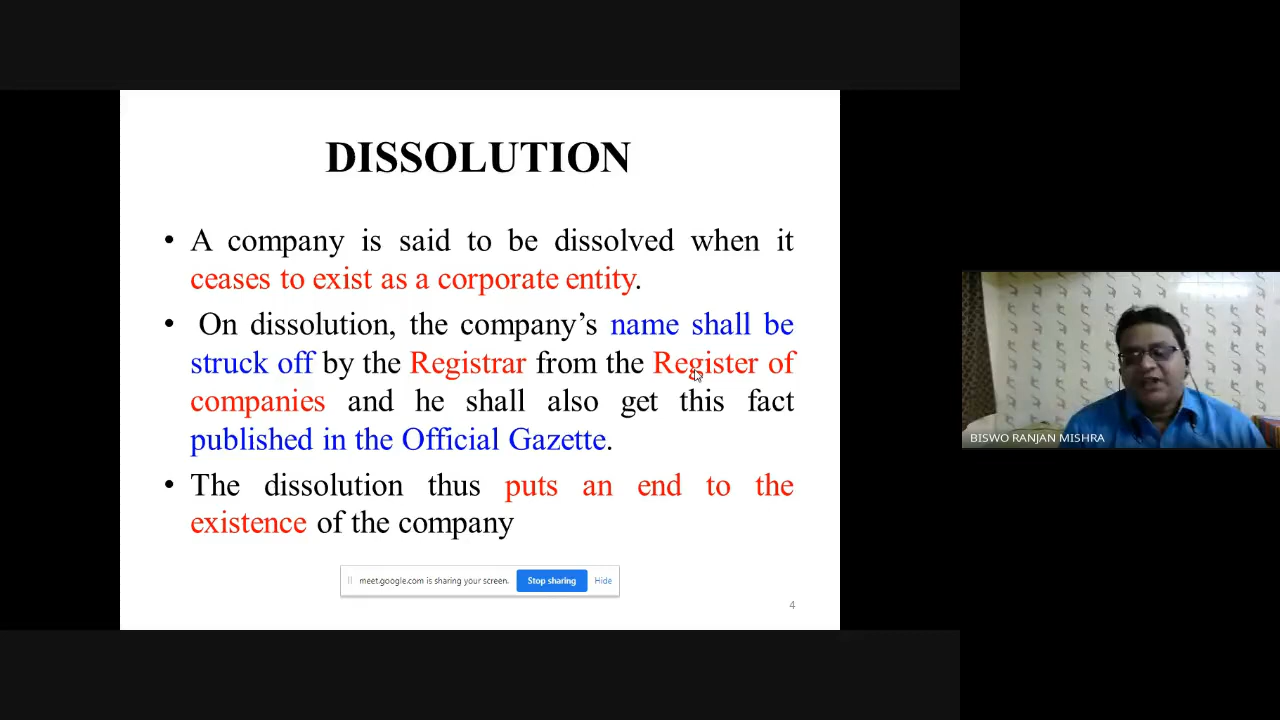 DISSOLUTION
• A company is said to be dissolved when it
ceases to exist as a corporate entity.
• On dissolution, the company’s name shall be
struck off by the Registrar from the Register of
companies and he shall also get this fact
published in the Official Gazette.
• The dissolution thus puts an end to the
existence of the company
meet.google.com is sharing your screen. Stop sharing Hide
4
BISWO RANJAN MISHRA